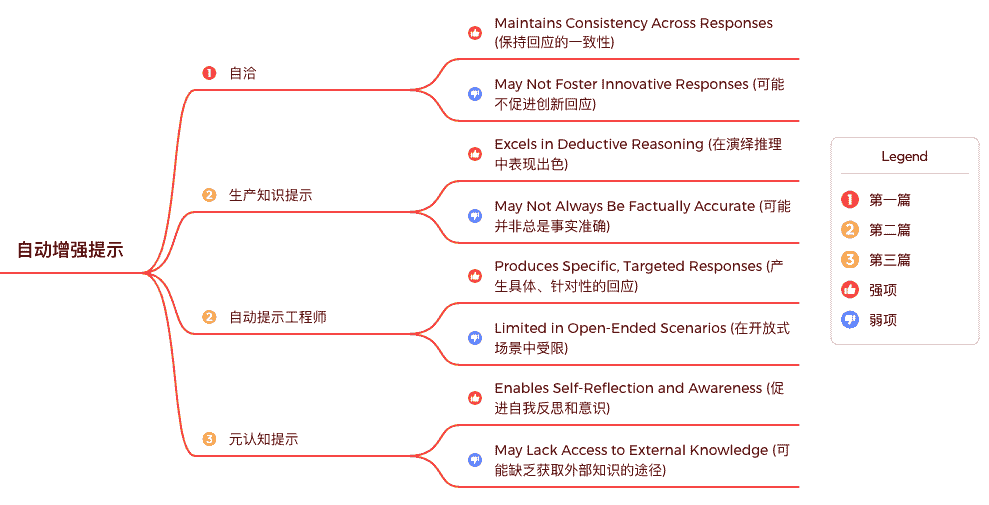 自动增强提示
1 自洽
Maintains Consistency Across Responses
(保持回应的一致性)
May Not Foster Innovative Responses (可能
不促进创新回应)
2 生产知识提示
Excels in Deductive Reasoning (在演绎推理
中表现出色)
May Not Always Be Factually Accurate (可能
并非总是事实准确)
2 自动提示工程师
Produces Specific, Targeted Responses (产
生具体、针对性的回应)
Limited in Open-Ended Scenarios (在开放式
场景中受限)
3 元认知提示
Enables Self-Reflection and Awareness (促
进自我反思和意识)
May Lack Access to External Knowledge (可
能缺乏获取外部知识的途径)
Legend
1 第一篇
2 第二篇
3 第三篇
强项
弱项